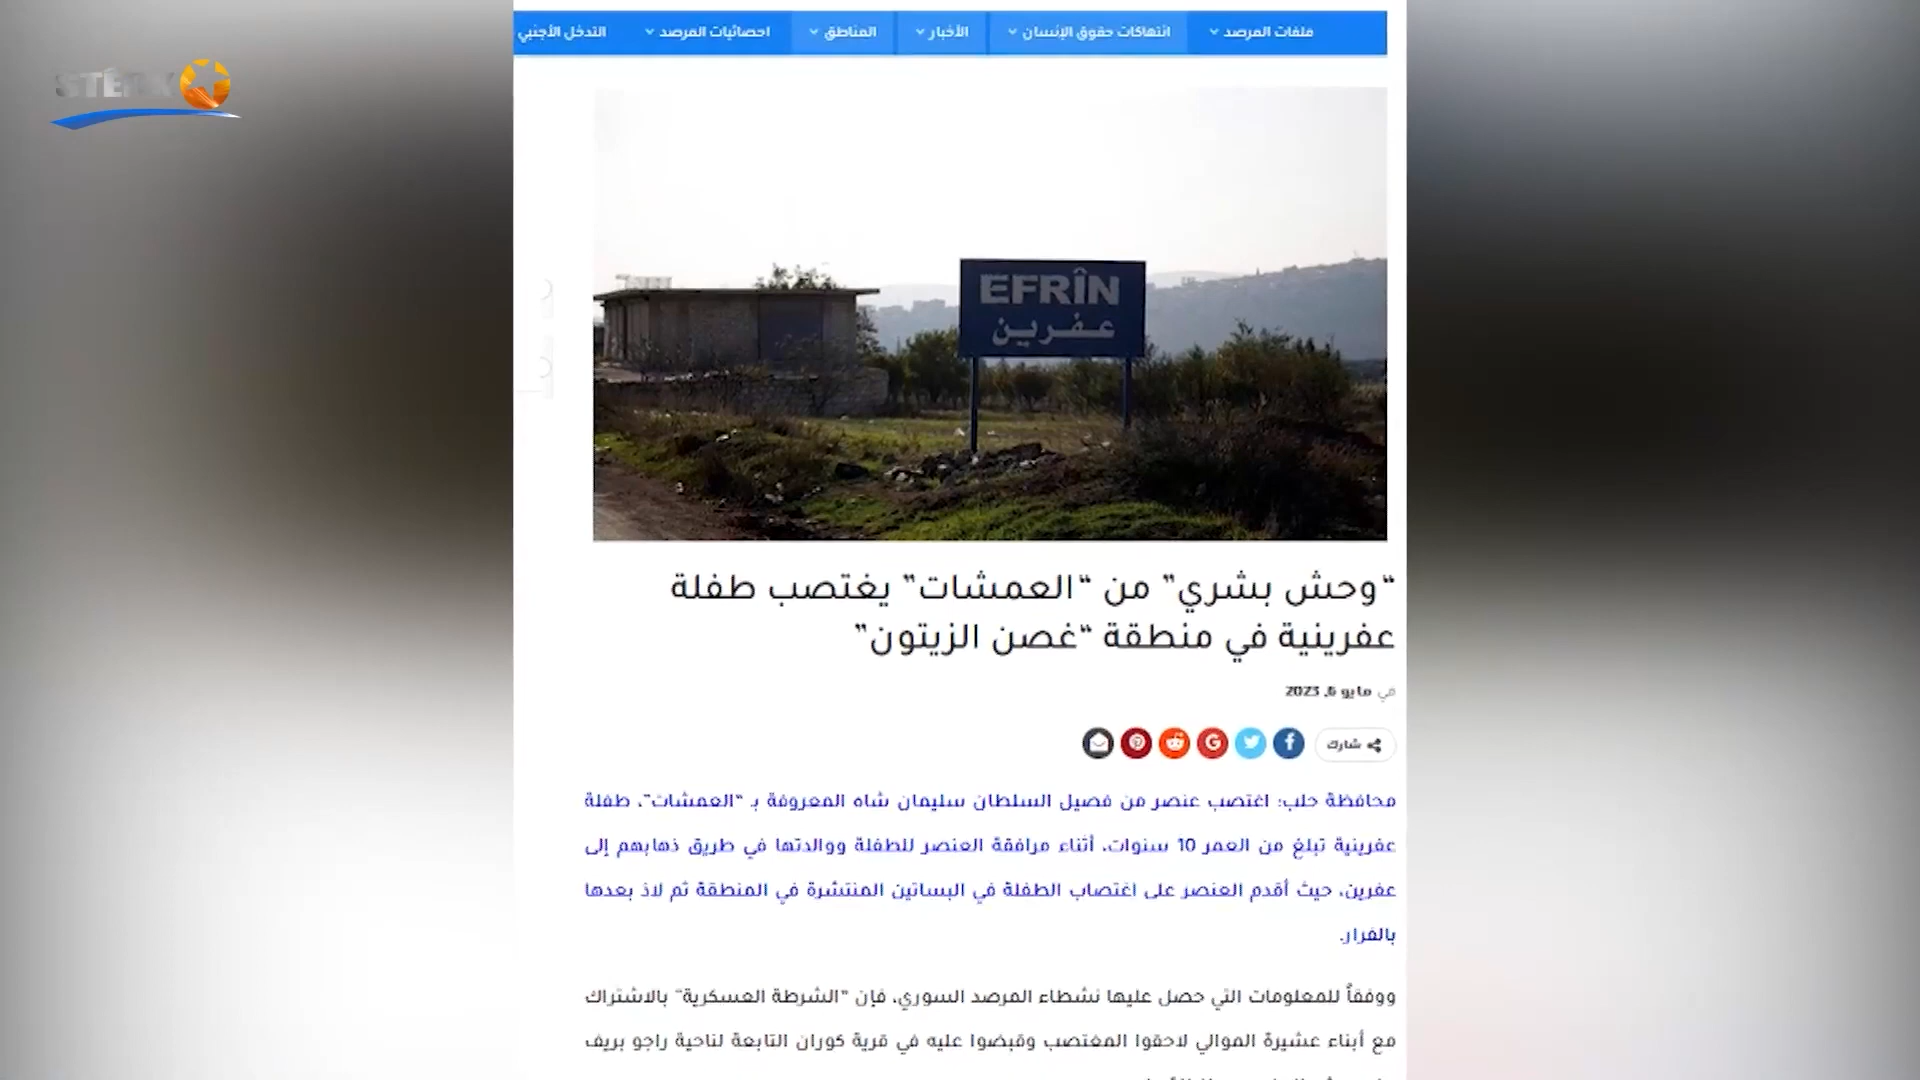 ملفات المرصد انتهاكات حقوق الإنسان الأخبار المناطق احصائيات المرصد التدخل الأجنبي
STÊRK
EFRÎN
عفرين
“وحش بشري” من “العمشات” يغتصب طفلة
عفرينية في منطقة “غصن الزيتون”
في مايو 6, 2023
شارك
محافظة حلب: اغتصب عنصر من فصيل السلطان سليمان شاه المعروفة بـ “العمشات”، طفلة
عفرينية تبلغ من العمر 10 سنوات، أثناء مرافقة العنصر للطفلة ووالدتها في طريق ذهابهم إلى
عفرين، حيث أقدم العنصر على اغتصاب الطفلة في البساتين المنتشرة في المنطقة ثم لاذ بعدها
بالفرار.
ووفقاً للمعلومات التي حصل عليها نشطاء المرصد السوري، فإن “الشرطة العسكرية” بالاشتراك
مع أبناء عشيرة الموالي لاحقوا المغتصب وقبضوا عليه في قرية كوران التابعة لناحية راجو بريف